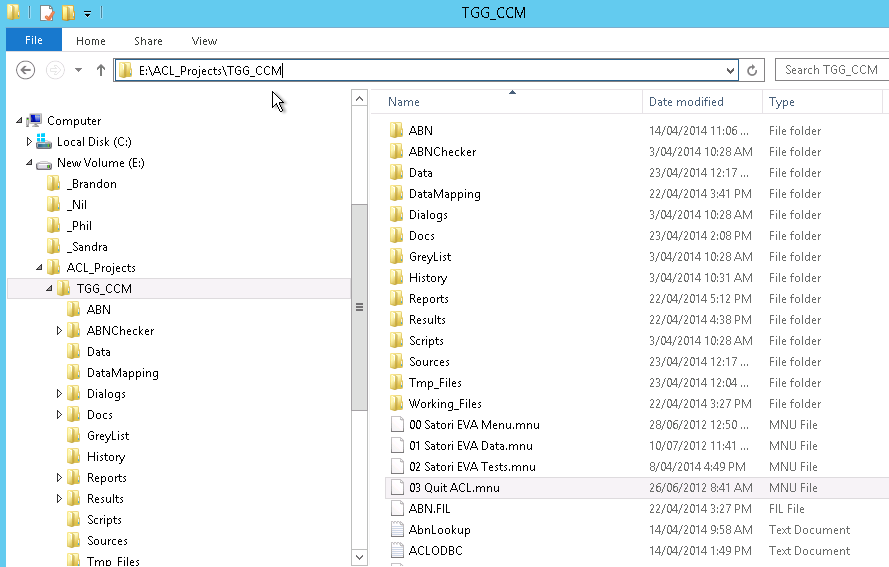 TGG_CCM
File Home Share View
E:\ACL_Projects\TGG_CCM Search TGG_CCM
Computer
Local Disk (C:)
New Volume (E:)
_Brandon
_Nil
_Phil
_Sandra
ACL_Projects
TGG_CCM
ABN
ABNChecker
Data
DataMapping
Dialogs
Docs
GreyList
History
Reports
Results
Scripts
Sources
Tmp_Files
Name Date modified Type
ABN 14/04/2014 11:06 ... File folder
ABNChecker 3/04/2014 10:28 AM File folder
Data 23/04/2014 12:17 ... File folder
DataMapping 22/04/2014 3:41 PM File folder
Dialogs 3/04/2014 10:28 AM File folder
Docs 23/04/2014 2:08 PM File folder
GreyList 3/04/2014 10:28 AM File folder
History 3/04/2014 10:31 AM File folder
Reports 22/04/2014 5:12 PM File folder
Results 22/04/2014 4:38 PM File folder
Scripts 3/04/2014 10:28 AM File folder
Sources 23/04/2014 12:17 ... File folder
Tmp_Files 23/04/2014 12:04 ... File folder
Working_Files 22/04/2014 3:27 PM File folder
00 Satori EVA Menu.mnu 28/06/2012 12:50 ... MNU File
01 Satori EVA Data.mnu 10/07/2012 11:41 ... MNU File
02 Satori EVA Tests.mnu 8/04/2014 4:49 PM MNU File
03 Quit ACL.mnu 26/06/2012 8:41 AM MNU File
ABN.FIL 22/04/2014 3:27 PM FIL File
AbnLookup 14/04/2014 9:58 AM Text Document
ACLODBC 14/04/2014 1:49 PM Text Document